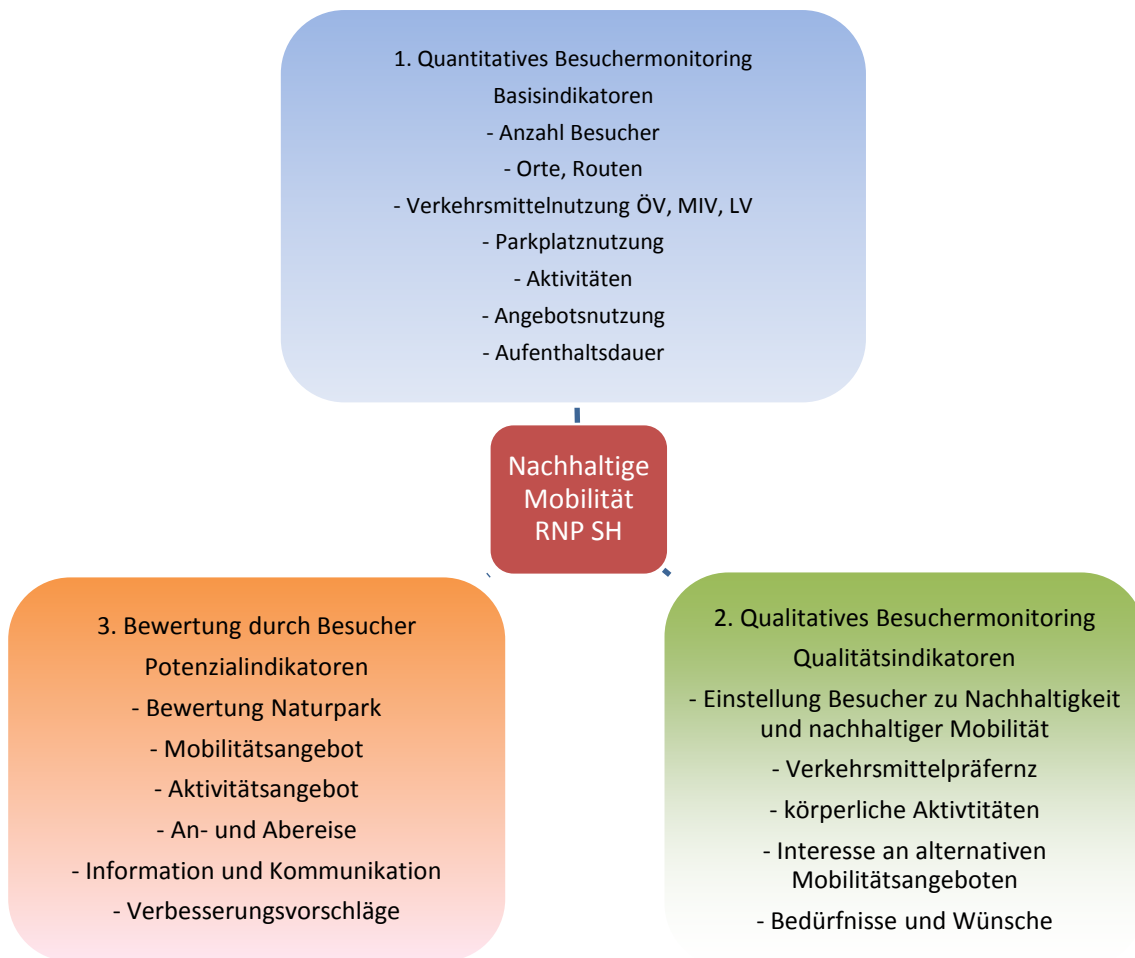 1. Quantitatives Besuchermonitoring
Basisindikatoren
- Anzahl Besucher
- Orte, Routen
- Verkehrsmittelnutzung ÖV, MIV, LV
- Parkplatznutzung
- Aktivitäten
- Angebotsnutzung
- Aufenthaltsdauer
Nachhaltige
Mobilität
RNP SH
3. Bewertung durch Besucher
Potenzialindikatoren
- Bewertung Naturpark
- Mobilitätsangebot
- Aktivitätsangebot
- An- und Abereise
- Information und Kommunikation
- Verbesserungsvorschläge
2. Qualitatives Besuchermonitoring
Qualitätsindikatoren
- Einstellung Besucher zu Nachhaltigkeit
und nachhaltiger Mobilität
- Verkehrsmittelpräfernz
- körperliche Aktivtitäten
- Interesse an alternativen
Mobilitätsangeboten
- Bedürfnisse und Wünsche